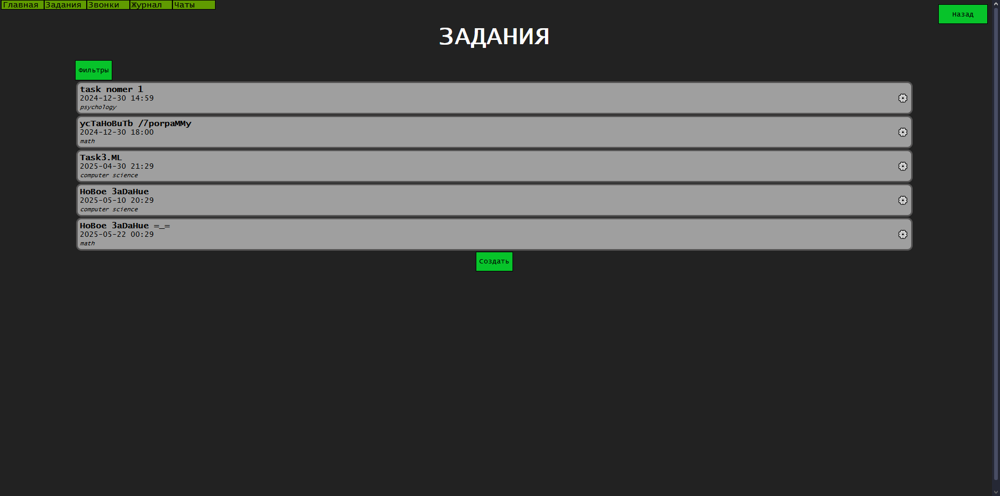 Главная Задания Звонки Журнал Чаты
Назад
ЗАДАНИЯ
Фильтры
task nomer 1
2024-12-30 14:59
psychology
ycTaHoBuTb //7porpaMMy
2024-12-30 18:00
math
Task3.ML
2025-04-30 21:29
computer science
HoBoe 3aDaHue
2025-05-10 20:29
computer science
HoBoe 3aDaHue =_=
2025-05-22 00:29
math
Создать